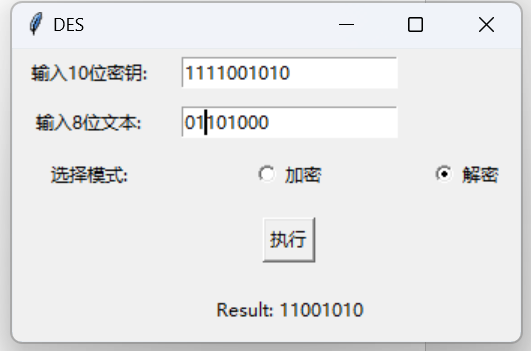 DES
输入10位密钥: 1111001010
输入8位文本: 01101000
选择模式: 加密 解密
执行
Result: 11001010